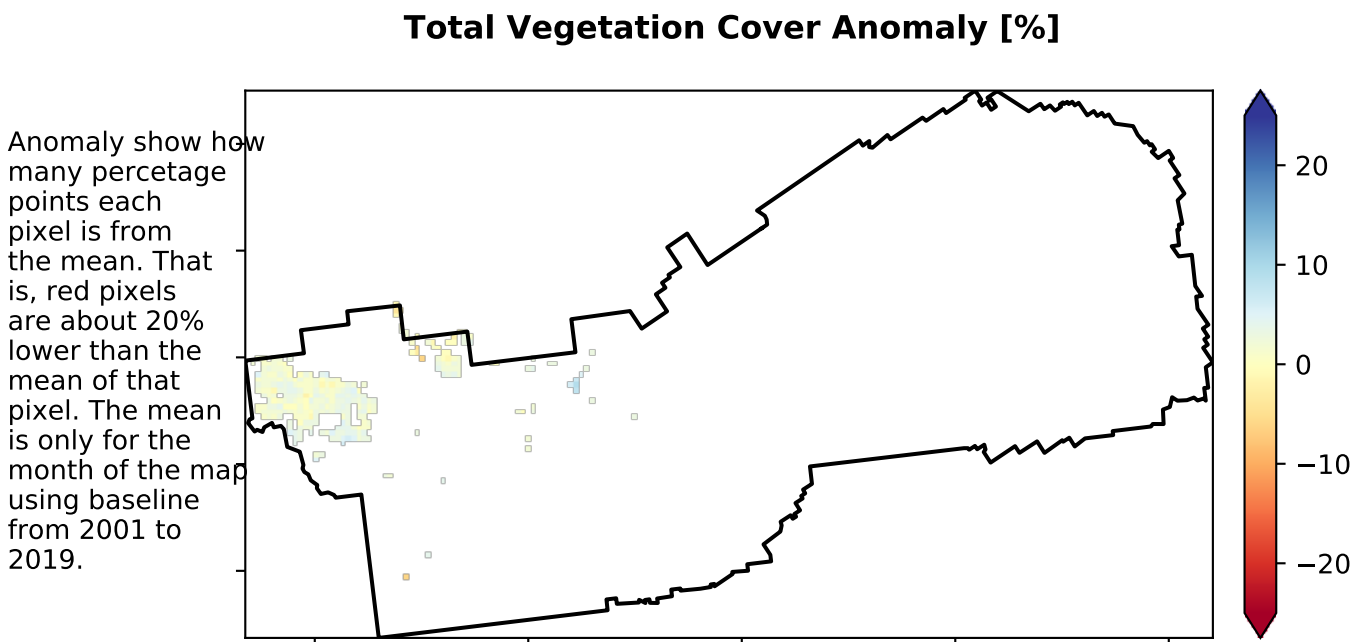 Total Vegetation Cover Anomaly [%]
Anomaly show how
many percetage
points each
pixel is from
the mean. That
is, red pixels
are about 20%
lower than the
mean of that
pixel. The mean
is only for the
month of the map
using baseline
from 2001 to
2019.
20
10
0
−10
−20